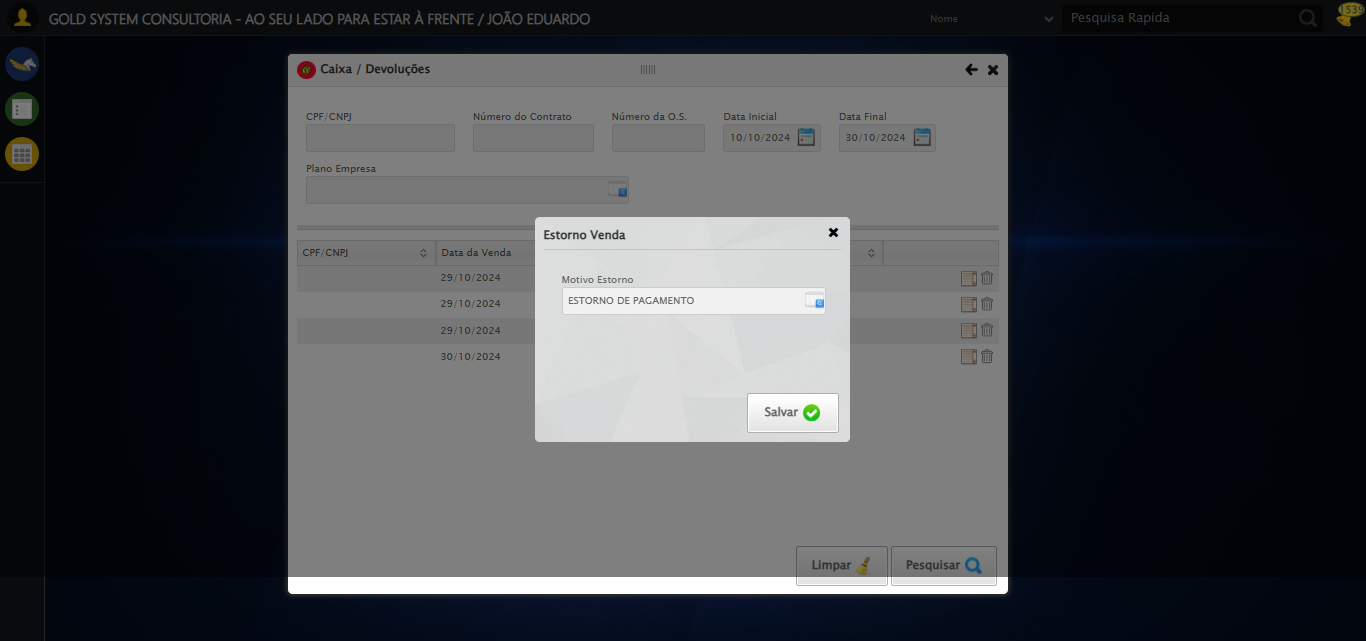 GOLD SYSTEM CONSULTORIA - AO SEU LADO PARA ESTAR À FRENTE / JOÃO EDUARDO
Nome
Pesquisa Rapida
Caixa / Devoluções
CPF/CNPJ
Número do Contrato
Número da O.S.
Data Inicial
Data Final
10/10/2024
30/10/2024
Plano Empresa
Estorno Venda
CPF/CNPJ
Data da Venda
Motivo Estorno
ESTORNO DE PAGAMENTO
29/10/2024
29/10/2024
29/10/2024
30/10/2024
Salvar
Limpar
Pesquisar